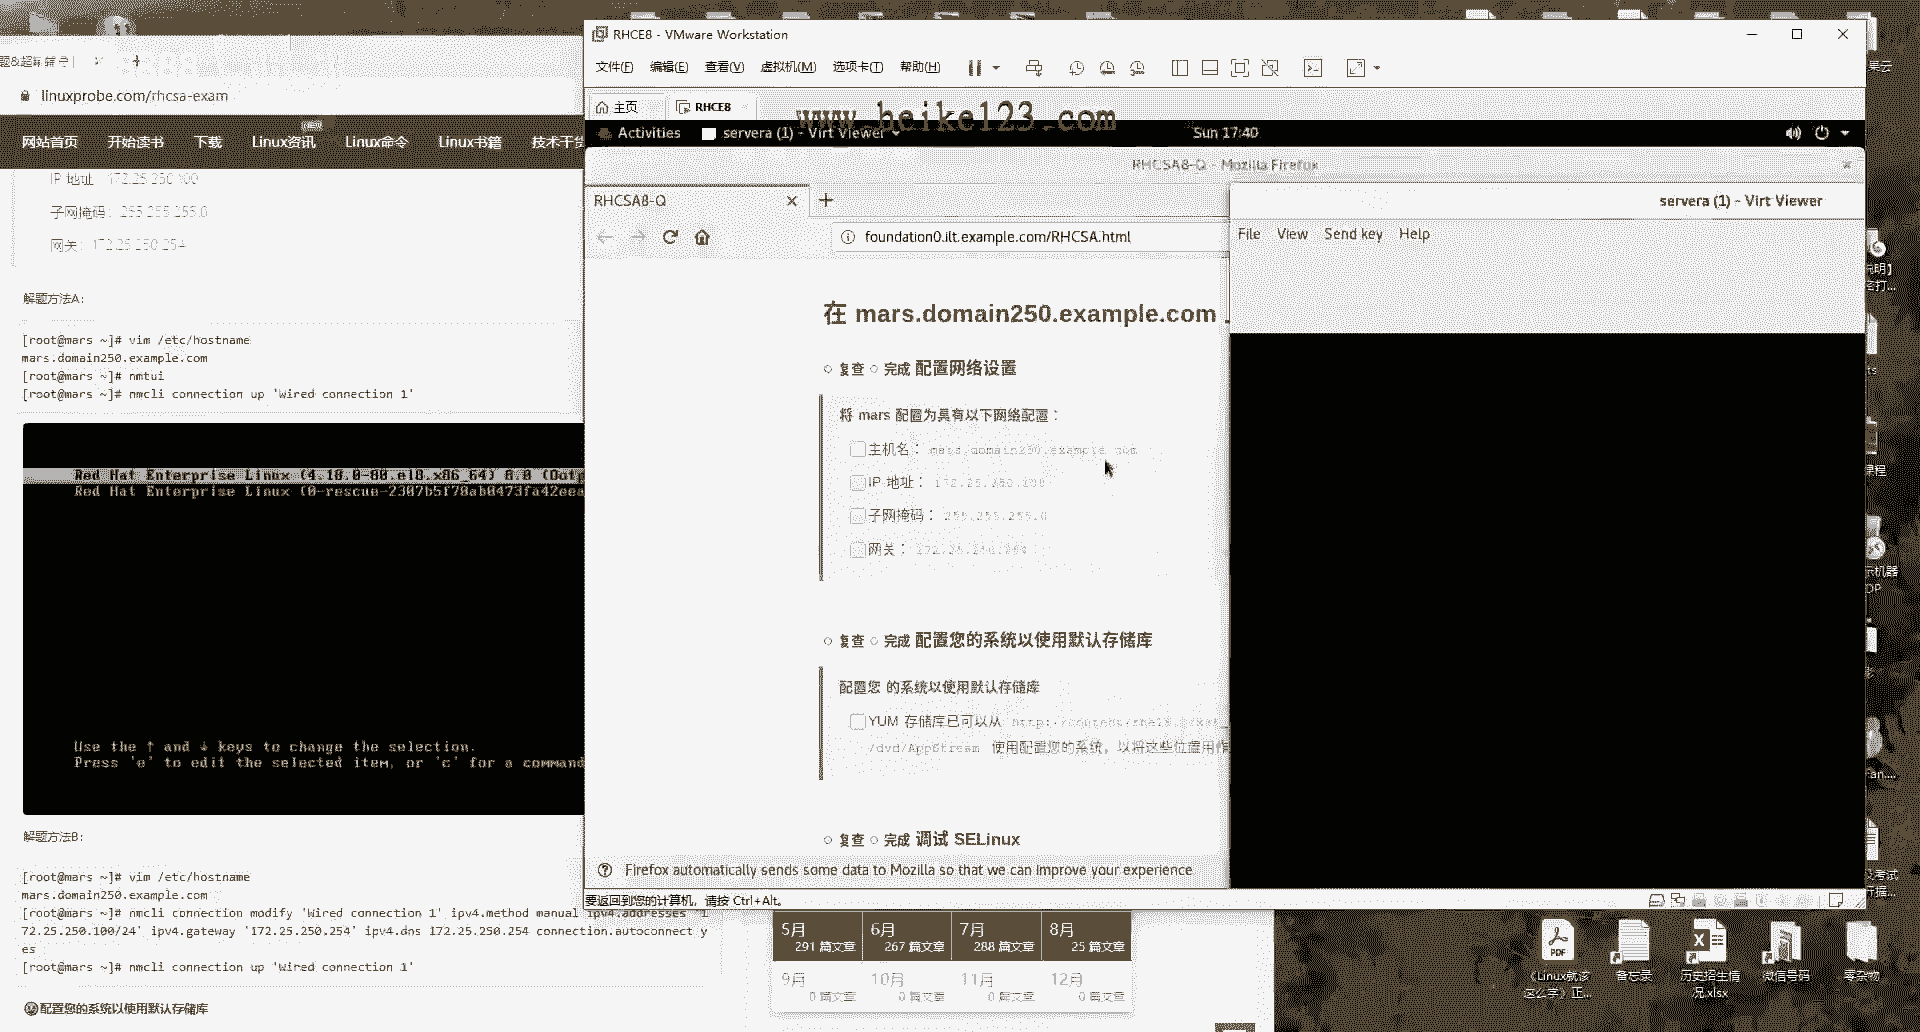 linuxprobe.com/rhcsa-exam
网站首页
开始读书
下载
Linux资讯
Linux命令
Linux书籍
技术干货
IP 地址 172.25.250.100
子网掩码: 255.255.255.0
网关: 172.25.250.254
解题方法A:
[root@mars ~]# vim /etc/hostname
mars.domain250.example.com
[root@mars ~]# nmtui
[root@mars ~]# nmcli connection up 'Wired connection 1'
Red Hat Enterprise Linux (4.18.0-80.el8.x86_64) 8.0 (Ootp
Red Hat Enterprise Linux (0-rescue-2307b5f70ab0473fa42eea
Use the ↑ and ↓ keys to change the selection.
Press 'e' to edit the selected item, or 'c' for a command
解题方法B:
[root@mars ~]# vim /etc/hostname
mars.domain250.example.com
[root@mars ~]# nmcli connection modify 'Wired connection 1' ipv4.method manual ipv4.addresses '1
72.25.250.100/24' ipv4.gateway '172.25.250.254' ipv4.dns 172.25.250.254 connection.autoconnect y
es
[root@mars ~]# nmcli connection up 'Wired connection 1'
配置您的系统以使用默认存储库
RHCE8 - VMware Workstation
文件(F) 编辑(E) 查看(V) 虚拟机(M) 选项卡(T) 帮助(H)
主页
RHCE8
www.heike123.com
Activities
servera (1) - Virt Viewer
Sun 17:40
RHCSA8-Q - Mozilla Firefox
RHCSA8-Q
foundation0.ilt.example.com/RHCSA.html
在 mars.domain250.example.com
复查 完成 配置网络设置
将 mars 配置为具有以下网络配置：
主机名： mars.domain250.example.com
IP 地址： 172.25.250.100
子网掩码： 255.255.255.0
网关： 172.25.250.254
复查 完成 配置您的系统以使用默认存储库
配置您 的系统以使用默认存储库
YUM 存储库已可以从
/dvd/AppStream 使用配置您的系统，以将这些位置用作
复查 完成 调试 SELinux
Firefox automatically sends some data to Mozilla so that we can improve your experience
servera (1) - Virt Viewer
File View Send key Help
要返回到您的计算机，请按 Ctrl+Alt。
5月
291 篇文章
6月
267 篇文章
7月
288 篇文章
8月
25 篇文章
9月
0 篇文章
10月
0 篇文章
11月
0 篇文章
12月
0 篇文章
《Linux就该
这么学》正...
备忘录
历史招生情
况.xlsx
微信号码
零杂物